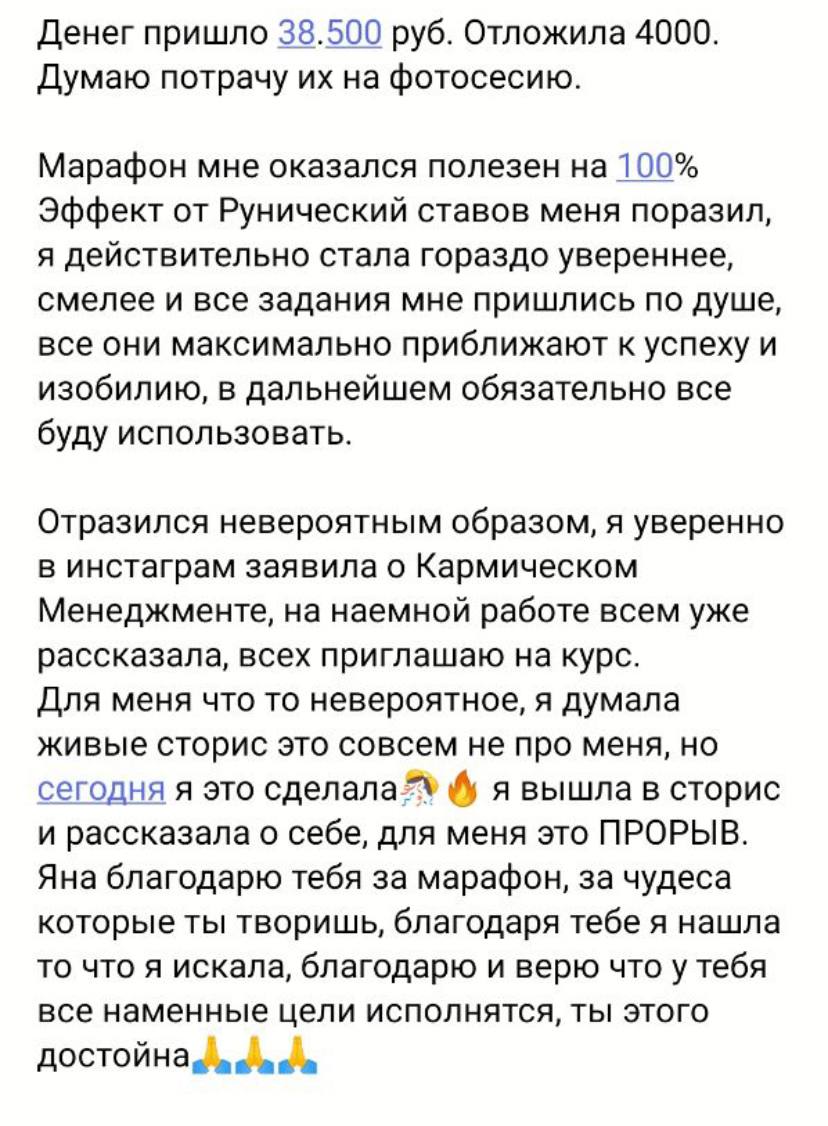 Денег пришло 38.500 руб. Отложила 4000.
Думаю потрачу их на фотосесию.
Марафон мне оказался полезен на 100%
Эффект от Рунический ставов меня поразил,
я действительно стала гораздо увереннее,
смелее и все задания мне пришлись по душе,
все они максимально приближают к успеху и
изобилию, в дальнейшем обязательно все
буду использовать.
Отразился невероятным образом, я уверенно
в инстаграм заявила о Кармическом
Менеджменте, на наемной работе всем уже
рассказала, всех приглашаю на курс.
Для меня что то невероятное, я думала
живые сторис это совсем не про меня, но
сегодня я это сделала🎊🔥 я вышла в сторис
и рассказала о себе, для меня это ПРОРЫВ.
Яна благодарю тебя за марафон, за чудеса
которые ты творишь, благодаря тебе я нашла
то что я искала, благодарю и верю что у тебя
все наменные цели исполнятся, ты этого
достойна🙏🙏🙏